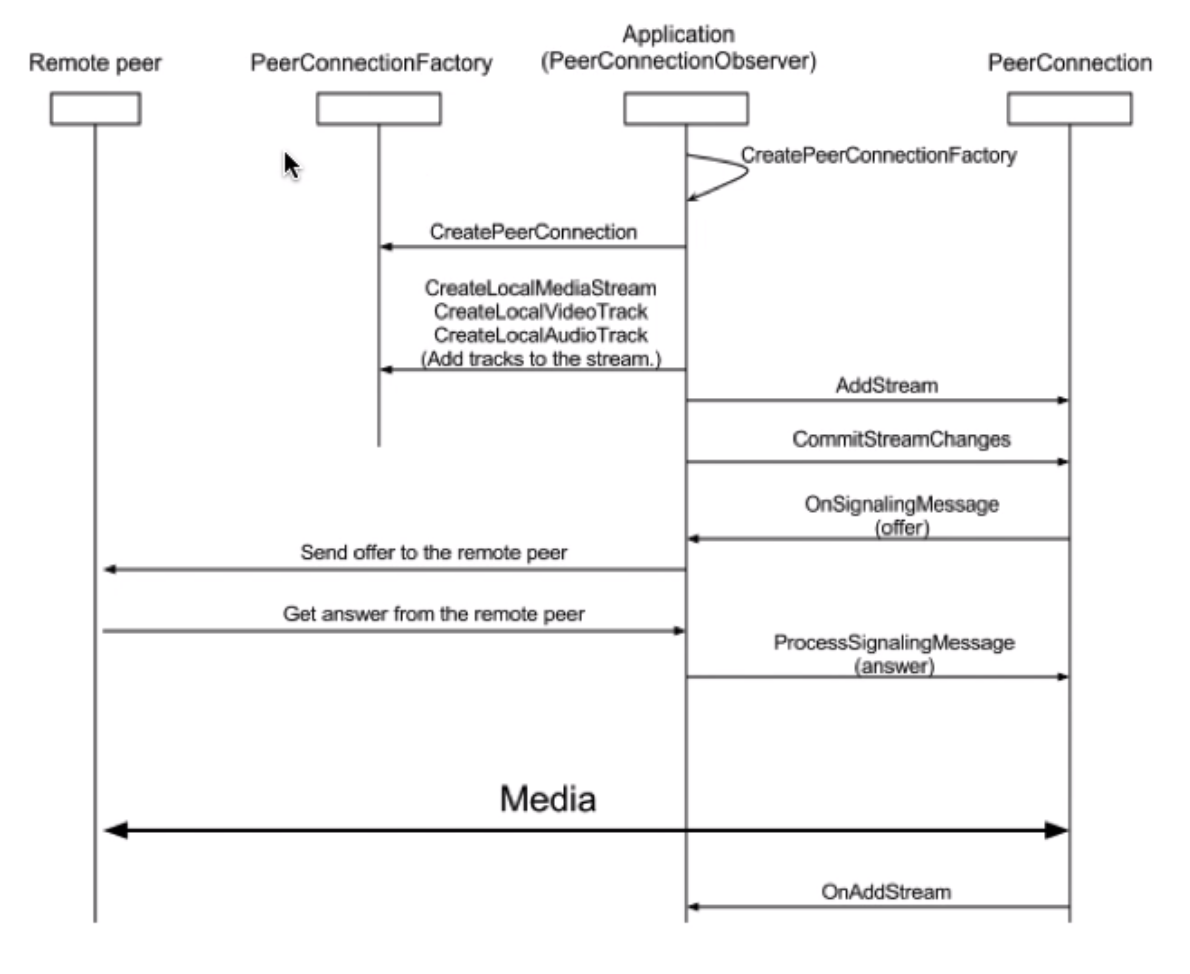 Application
Remote peer
PeerConnectionFactory
(PeerConnectionObserver)
PeerConnection
CreatePeerConnectionFactory
CreatePeerConnection
CreateLocalMediaStream
CreateLocalVideoTrack
CreateLocalAudioTrack
(Add tracks to the stream.)
AddStream
CommitStreamChanges
OnSignalingMessage
(offer)
Send offer to the remote peer
Get answer from the remote peer
ProcessSignalingMessage
(answer)
Media
OnAddStream